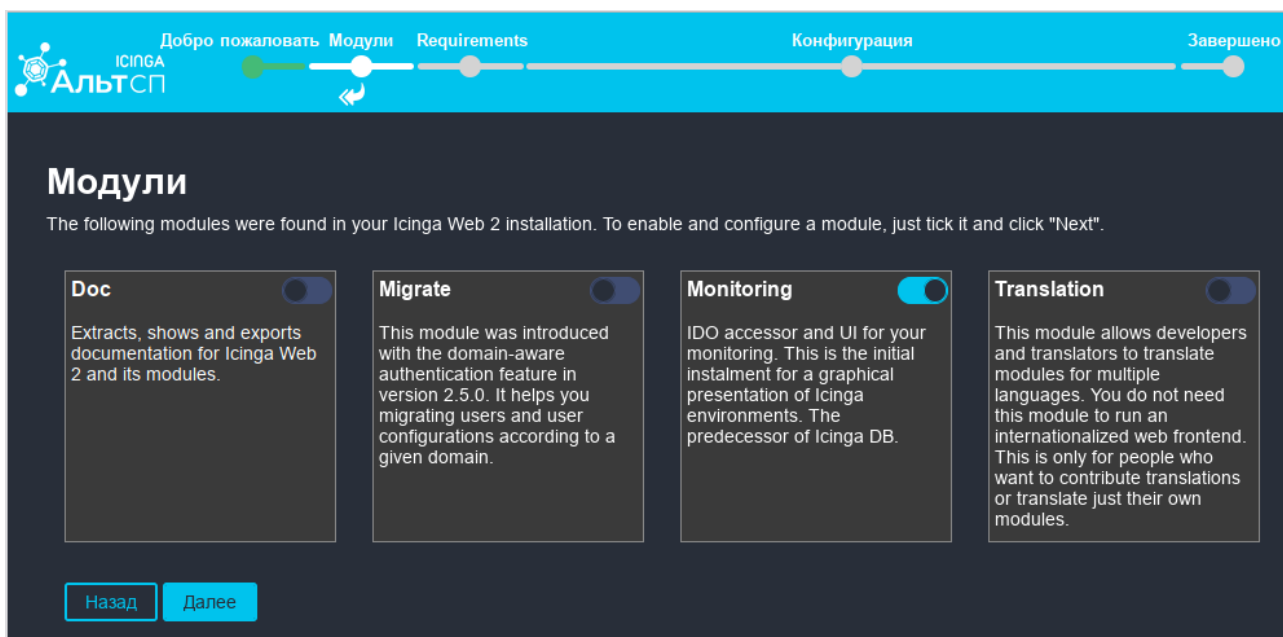 Добро пожаловать Модули Requirements Конфигурация Завершено
ICINGA
АльтСП
Модули
The following modules were found in your Icinga Web 2 installation. To enable and configure a module, just tick it and click "Next".
Doc
Extracts, shows and exports
documentation for Icinga Web
2 and its modules.
Migrate
This module was introduced
with the domain-aware
authentication feature in
version 2.5.0. It helps you
migrating users and user
configurations according to a
given domain.
Monitoring
IDO accessor and UI for your
monitoring. This is the initial
instalment for a graphical
presentation of Icinga
environments. The
predecessor of Icinga DB.
Translation
This module allows developers
and translators to translate
modules for multiple
languages. You do not need
this module to run an
internationalized web frontend.
This is only for people who
want to contribute translations
or translate just their own
modules.
Назад Далее